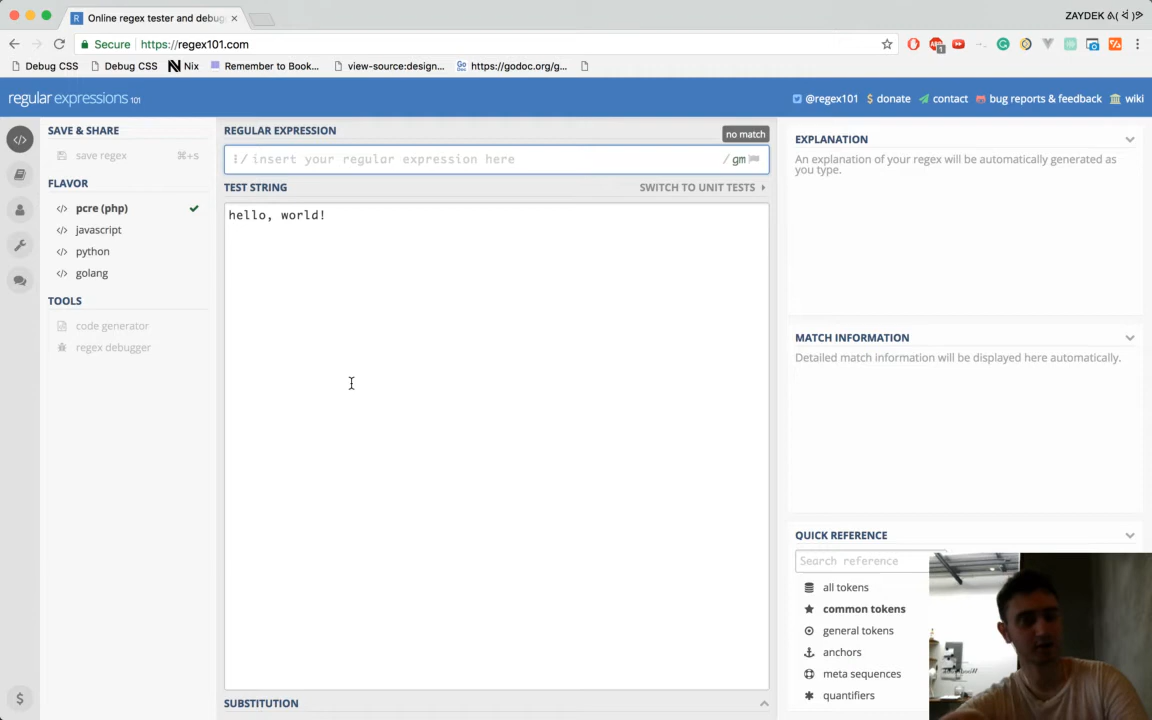 Online regex tester and debug
ZAYDEK
Secure https://regex101.com
Debug CSS
Debug CSS
Nix
Remember to Book...
view-source:design...
https://godoc.org/g...
regular expressions 101
@regex101
$ donate
contact
bug reports & feedback
wiki
SAVE & SHARE
save regex ⌘+s
FLAVOR
pcre (php)
javascript
python
golang
TOOLS
code generator
regex debugger
REGULAR EXPRESSION
no match
/ insert your regular expression here / gm
TEST STRING
SWITCH TO UNIT TESTS
hello, world!
SUBSTITUTION
EXPLANATION
An explanation of your regex will be automatically generated as
you type.
MATCH INFORMATION
Detailed match information will be displayed here automatically.
QUICK REFERENCE
Search reference
all tokens
common tokens
general tokens
anchors
meta sequences
quantifiers
$